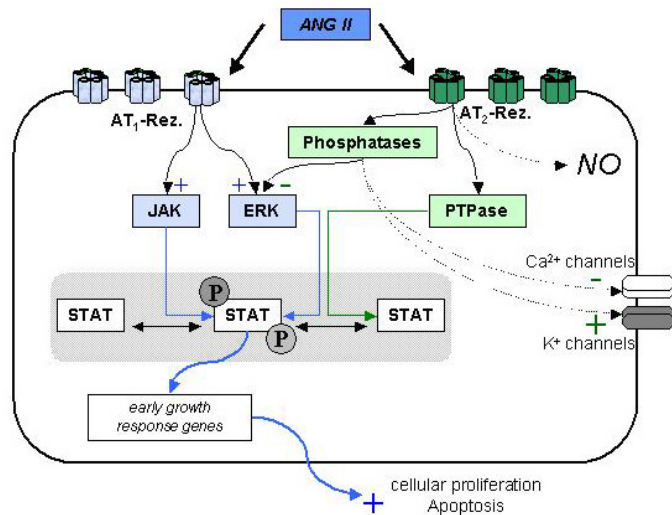 ANG II
AT₁-Rez.
AT₂-Rez.
Phosphatases
NO
+
+
-
JAK
ERK
PTPase
Ca²⁺ channels
-
+
K⁺ channels
P
STAT
STAT
STAT
P
early growth
response genes
+
cellular proliferation
Apoptosis